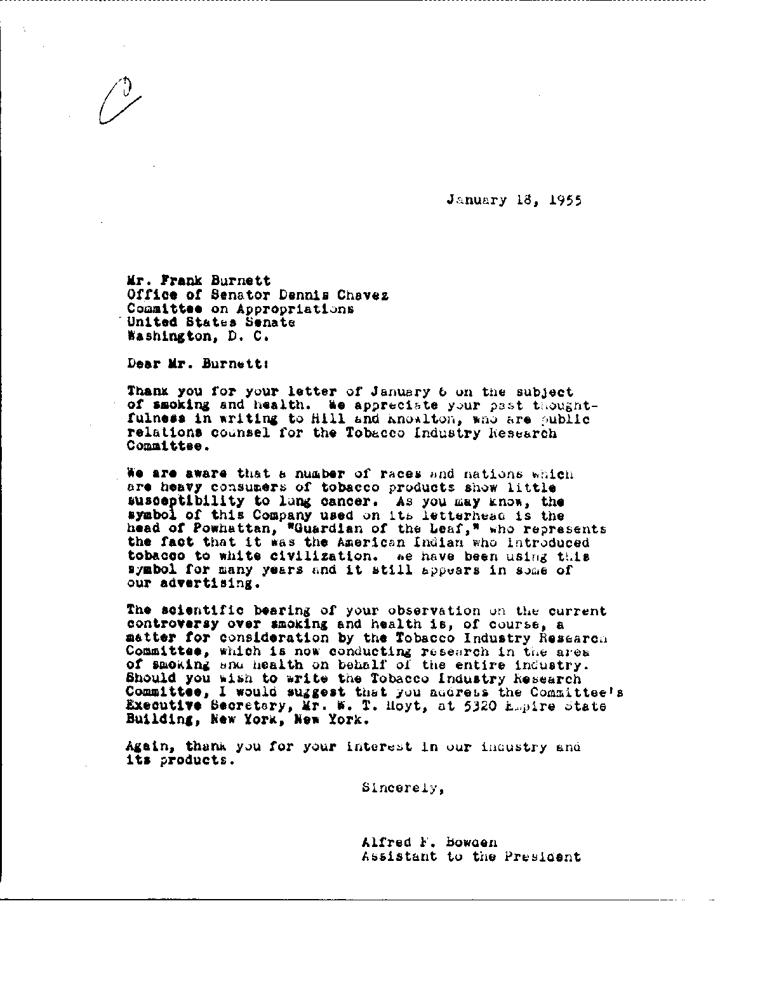 January 18, 1955
Mr. Frank Burnett
Office of Senator Dennis Chavez
Committee on Appropriations
United States Senate
Washington, D. C.
Dear Mr. Burnett:
Thank you for your letter of January 6 on the subject
of smoking and health. We appreciate your past thought-
fulness in writing to Hill and Knowlton, who are public
relations counsel for the Tobacco Industry Research
Committee.
We are aware that a number of races and nations which
are heavy consumers of tobacco products show little
susceptibility to lung cancer. As you may know, the
symbol of this Company used on its letterhead is the
head of Powhattan, "Guardian of the Leaf," who represents
the fact that it was the American Indian who introduced
tobacco to white civilization. We have been using this
symbol for many years and it still appears in some of
our advertising.
The scientific bearing of your observation on the current
controversy over smoking and health is, of course, a
matter for consideration by the Tobacco Industry Research
Committee, which is now conducting research in the area
of smoking and health on behalf of the entire industry.
Should you wish to write the Tobacco Industry Research
Committee, I would suggest that you address the Committee's
Executive Secretary, Mr. W. T. Hoyt, at 5320 Empire State
Building, New York, New York.
Again, thank you for your interest in our industry and
its products.
Sincerely,
Alfred F. Bowden
Assistant to the President